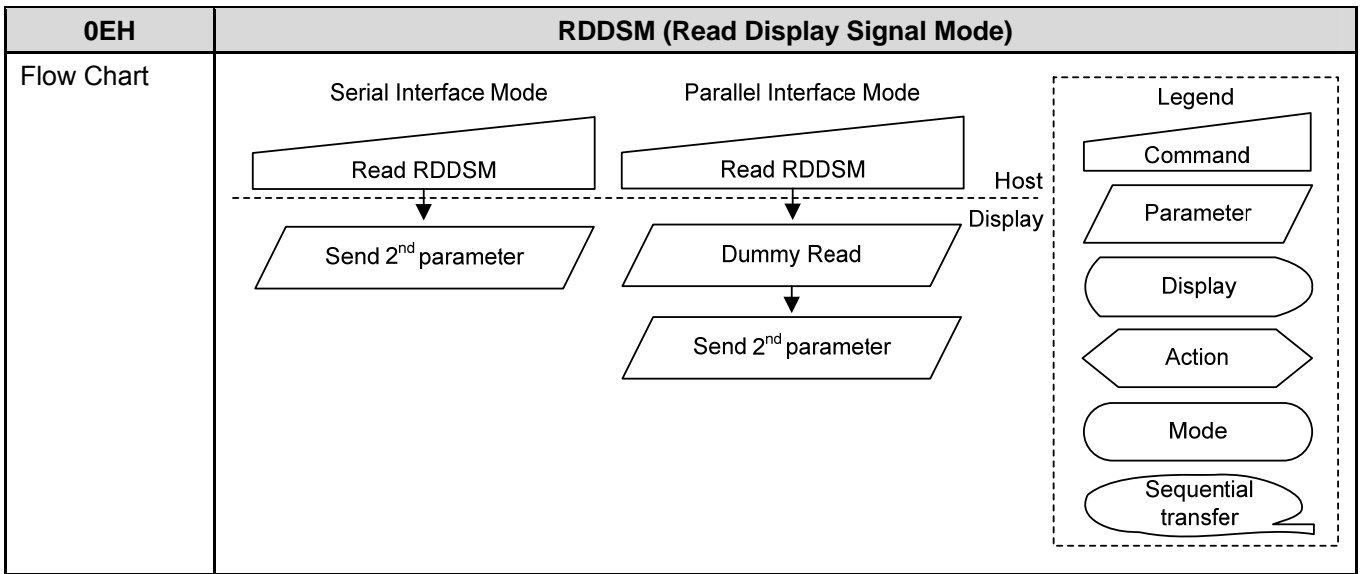 0EH
RDDSM (Read Display Signal Mode)
Flow Chart
Serial Interface Mode
Read RDDSM
Send 2nd parameter
Parallel Interface Mode
Read RDDSM
Host
Display
Dummy Read
Send 2nd parameter
Legend
Command
Parameter
Display
Action
Mode
Sequential
transfer